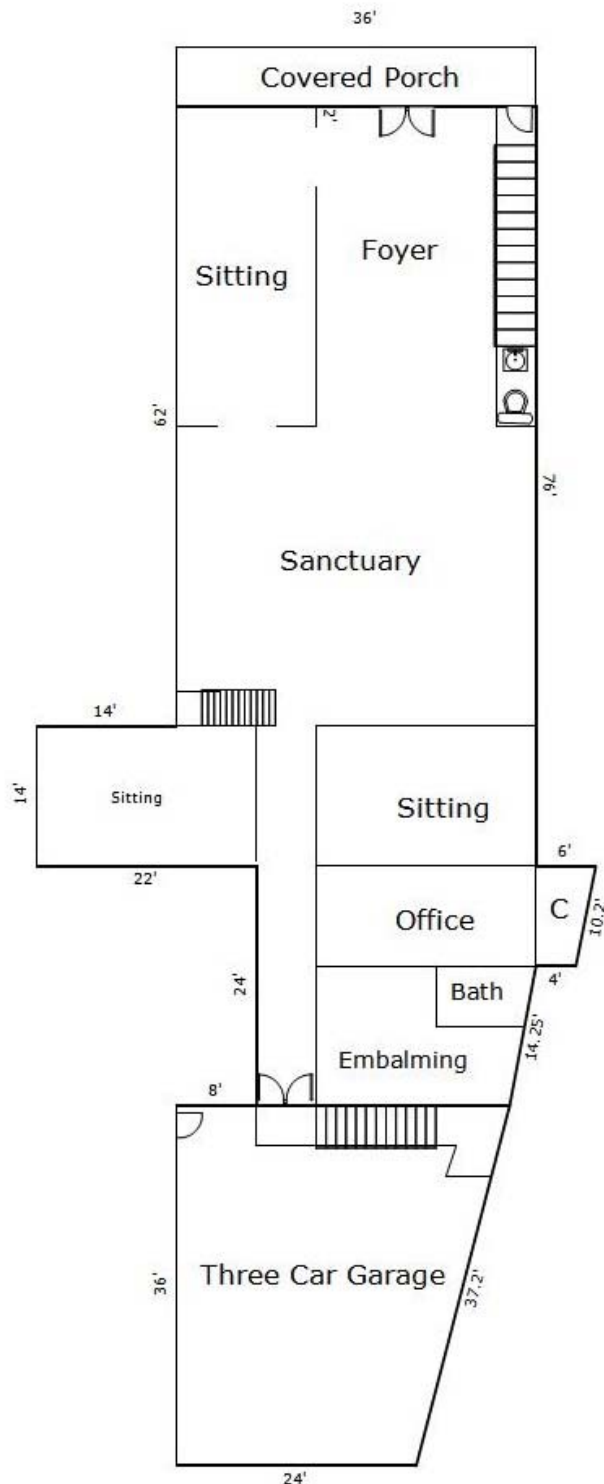 36'
Covered Porch
2'
Foyer
Sitting
62'
76'
Sanctuary
14'
14'
Sitting
Sitting
6'
22'
C
10.2'
Office
4'
24'
Bath
14.25'
Embalming
8'
Three Car Garage
36'
37.2'
24'